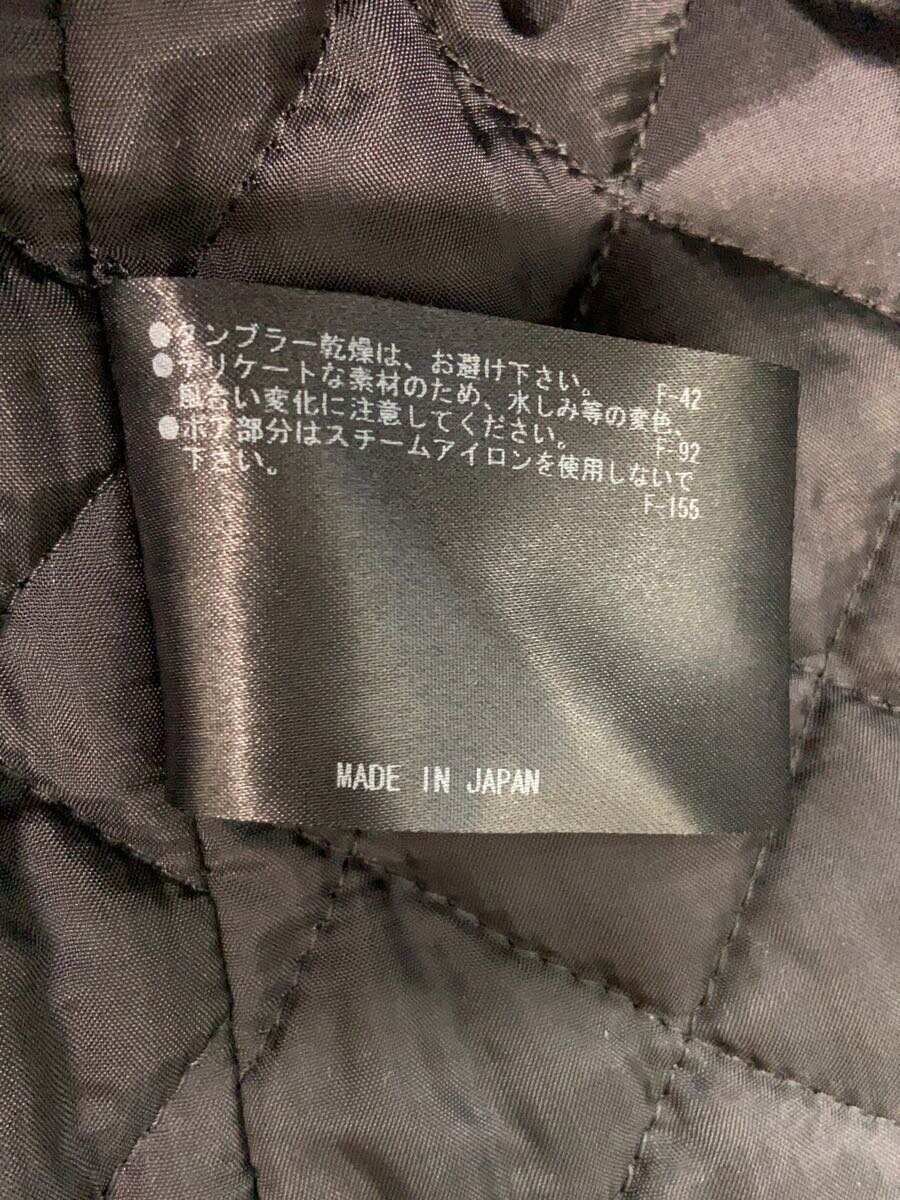 ●タンブラー乾燥は、お避け下さい。 F-42
●デリケートな素材のため、水しみ等の変色、
風合い変化に注意してください。 F-92
●ボア部分はスチームアイロンを使用しないで
下さい。 F-155
MADE IN JAPAN